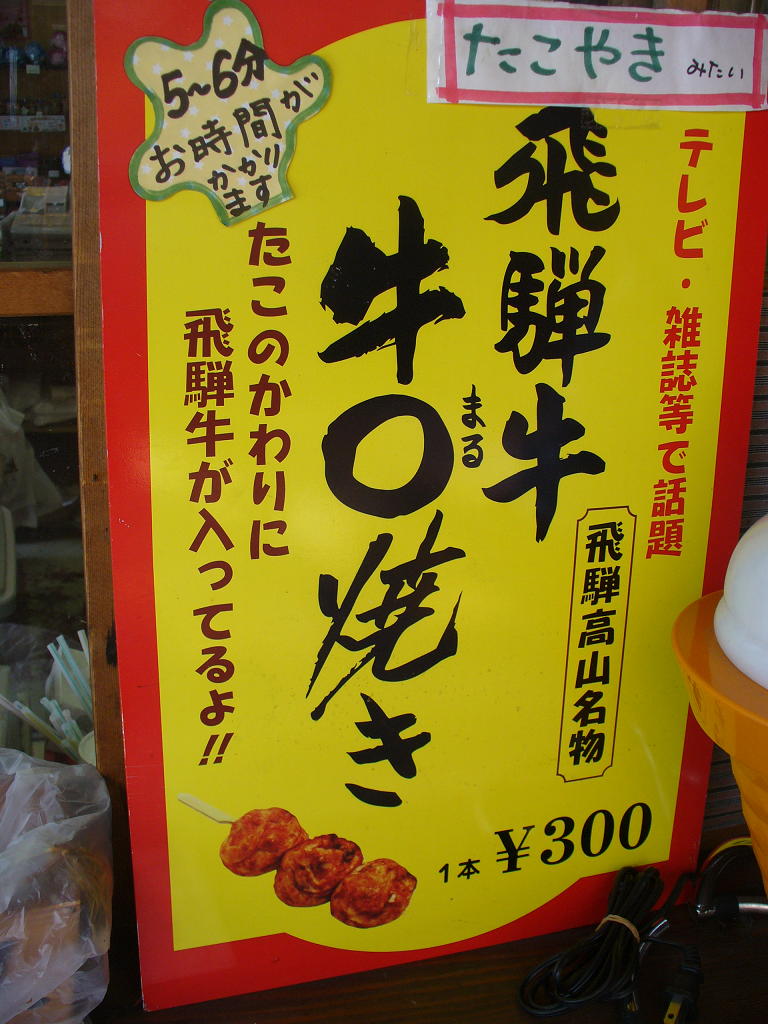 たこやき みたい
5～6分
お時間が
かかり
ます
テレビ・雑誌等で話題
飛騨高山名物
飛騨牛
まる
牛〇焼き
たこのかわりに
飛騨牛が入ってるよ!!
1本 ¥300